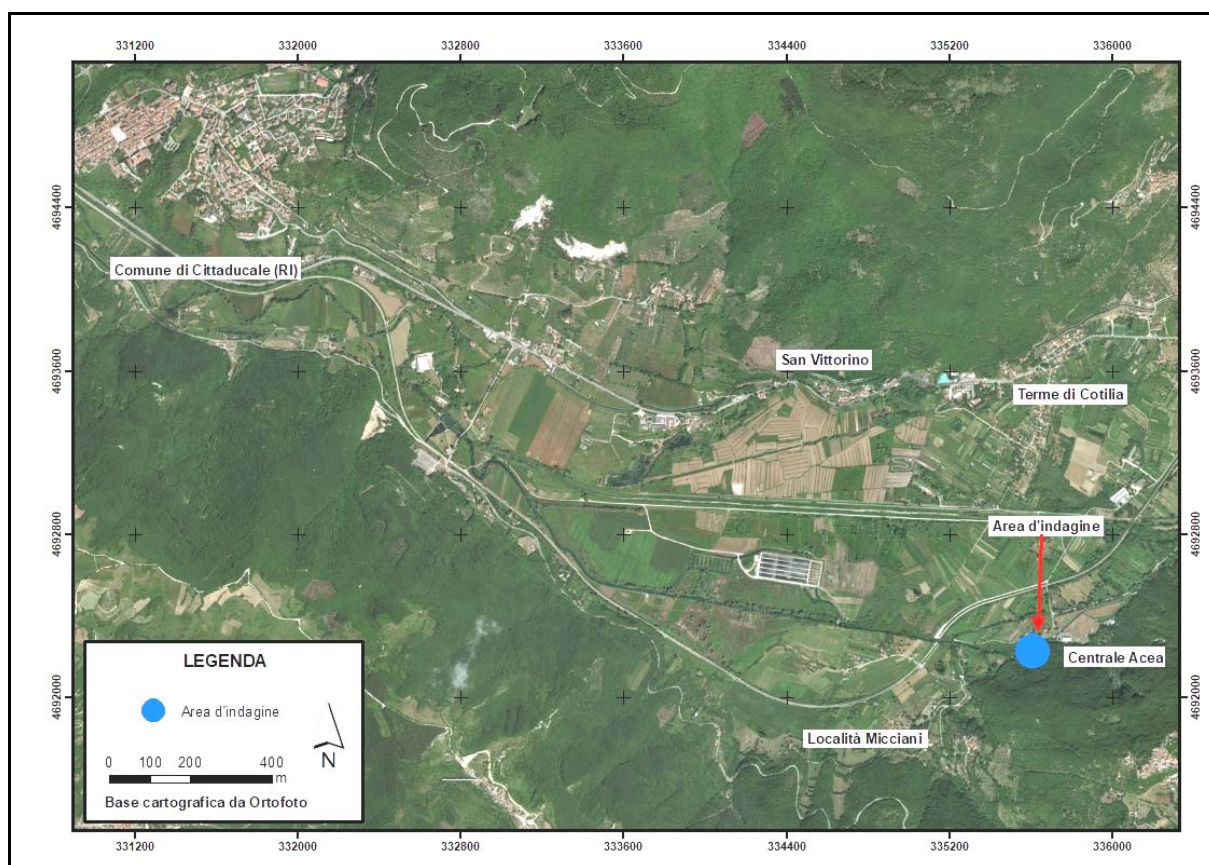 331200 332000 332800 333600 334400 335200 336000
4694400 4694400
Comune di Cittaducale (RI)
San Vittorino
4693600 4693600
Terme di Cotilia
Area d'indagine
4692800 4692800
Centrale Acea
4692000 4692000
Località Micciani
LEGENDA
Area d'indagine
0 100 200 400
m
N
Base cartografica da Ortofoto
331200 332000 332800 333600 334400 335200 336000